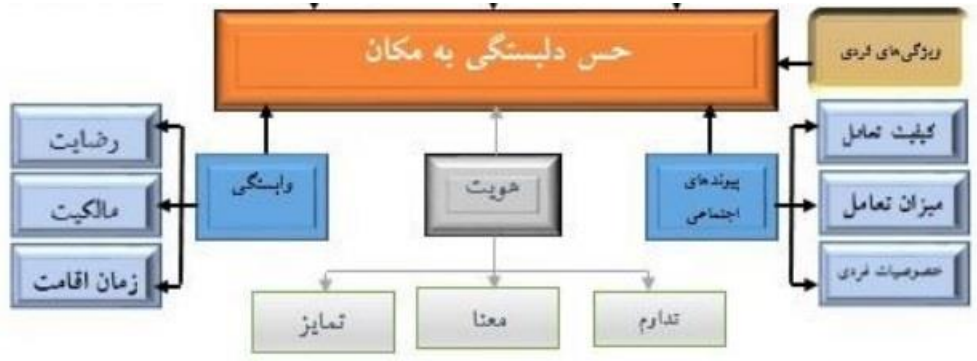 حس دلبستگی به مکان
ویژگی‌های فردی
کیفیت تعامل
میزان تعامل
خصوصیات فردی
پیوندهای
اجتماعی
هویت
وابستگی
رضایت
مالکیت
زمان اقامت
تداوم
معنا
تمایز